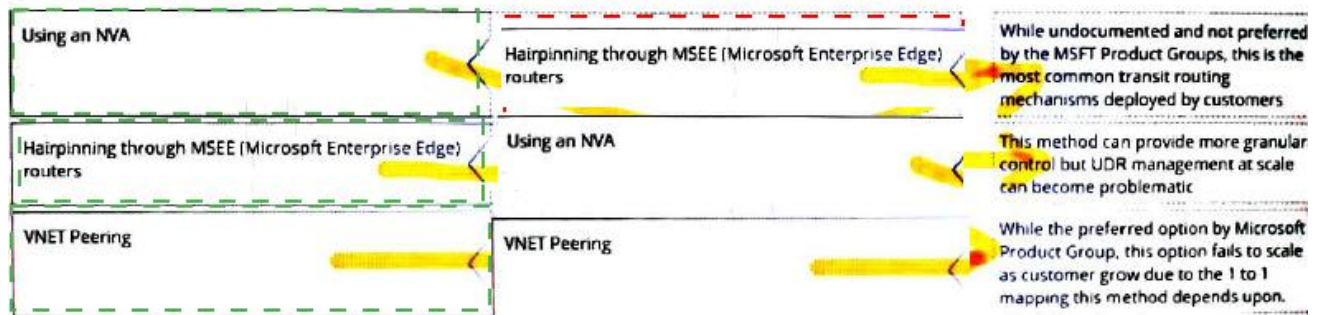 Using an NVA
Hairpinning through MSEE (Microsoft Enterprise Edge)
routers
While undocumented and not preferred
by the MSFT Product Groups, this is the
most common transit routing
mechanisms deployed by customers
Hairpinning through MSEE (Microsoft Enterprise Edge)
routers
Using an NVA
This method can provide more granular
control but UDR management at scale
can become problematic
VNET Peering
VNET Peering
While the preferred option by Microsoft
Product Group, this option fails to scale
as customer grow due to the 1 to 1
mapping this method depends upon.